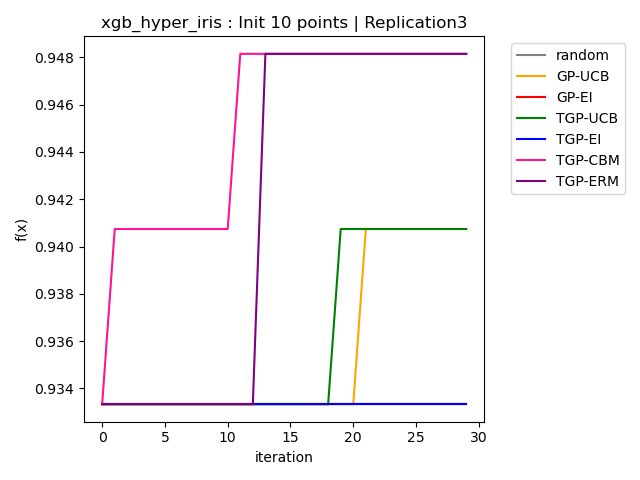 xgb_hyper_iris : Init 10 points | Replication3
0.948
0.946
0.944
0.942
0.940
0.938
0.936
0.934
f(x)
0 5 10 15 20 25 30
iteration
random
GP-UCB
GP-EI
TGP-UCB
TGP-EI
TGP-CBM
TGP-ERM